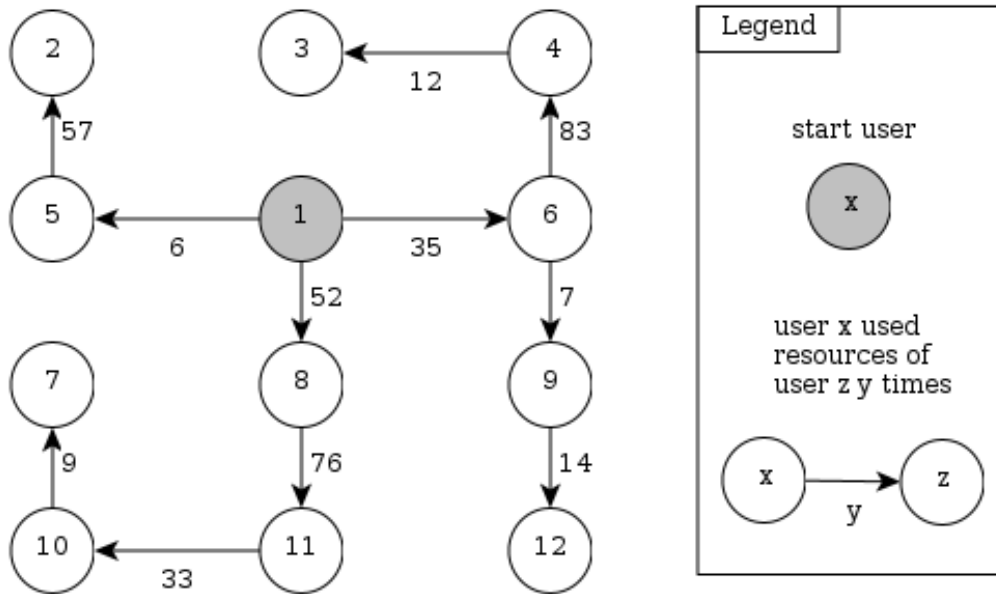 2
3
4
12
57
83
5
1
6
6
35
52
7
7
8
9
9
76
14
10
11
12
33
Legend
start user
x
user x used
resources of
user z y times
x
z
y